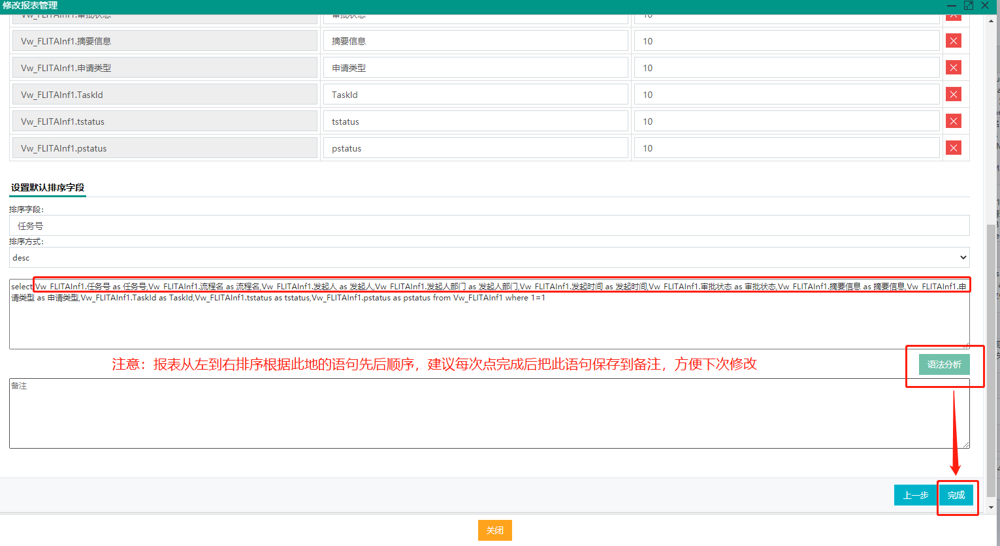 修改报表管理
Vw_FLITAInf1.审批状态 审批状态 10
Vw_FLITAInf1.摘要信息 摘要信息 10
Vw_FLITAInf1.申请类型 申请类型 10
Vw_FLITAInf1.TaskId TaskId 10
Vw_FLITAInf1.tstatus tstatus 10
Vw_FLITAInf1.pstatus pstatus 10
设置默认排序字段
排序字段：
任务号
排序方式：
desc
select Vw_FLITAInf1.任务号 as 任务号,Vw_FLITAInf1.流程名 as 流程名,Vw_FLITAInf1.发起人 as 发起人,Vw_FLITAInf1.发起人部门 as 发起人部门,Vw_FLITAInf1.发起时间 as 发起时间,Vw_FLITAInf1.审批状态 as 审批状态,Vw_FLITAInf1.摘要信息 as 摘要信息,Vw_FLITAInf1.申
请类型 as 申请类型,Vw_FLITAInf1.TaskId as TaskId,Vw_FLITAInf1.tstatus as tstatus,Vw_FLITAInf1.pstatus as pstatus from Vw_FLITAInf1 where 1=1
注意：报表从左到右排序根据此地的语句先后顺序，建议每次点完成后把此语句保存到备注，方便下次修改
语法分析
备注
上一步 完成
关闭